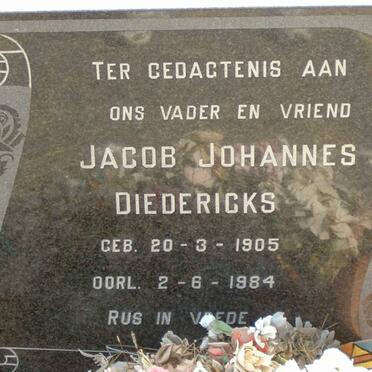 TER GEDACTENIS AAN
ONS VADER EN VRIEND
JACOB JOHANNES
DIEDERICKS
GEB. 20-3-1905
OORL. 2-6-1984
RUS IN VREDE